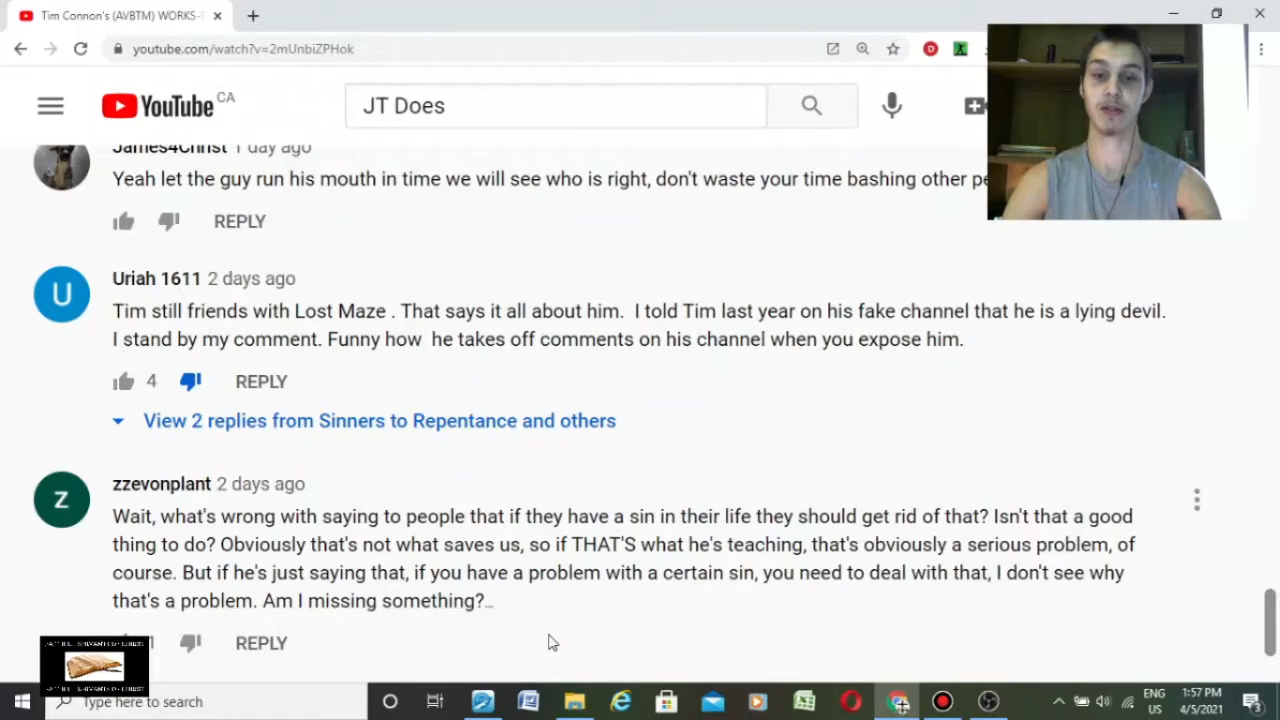 Tim Connon's (AVBTM) WORKS-
youtube.com/watch?v=2mUnbiZPHok
YouTube CA
JT Does
James4Christ 1 day ago
Yeah let the guy run his mouth in time we will see who is right, don't waste your time bashing other pe
REPLY
Uriah 1611 2 days ago
Tim still friends with Lost Maze . That says it all about him. I told Tim last year on his fake channel that he is a lying devil.
I stand by my comment. Funny how he takes off comments on his channel when you expose him.
4 REPLY
View 2 replies from Sinners to Repentance and others
zzevonplant 2 days ago
Wait, what's wrong with saying to people that if they have a sin in their life they should get rid of that? Isn't that a good
thing to do? Obviously that's not what saves us, so if THAT'S what he's teaching, that's obviously a serious problem, of
course. But if he's just saying that, if you have a problem with a certain sin, you need to deal with that, I don't see why
that's a problem. Am I missing something?...
REPLY
Type here to search
ENG
US
1:57 PM
4/5/2021
3